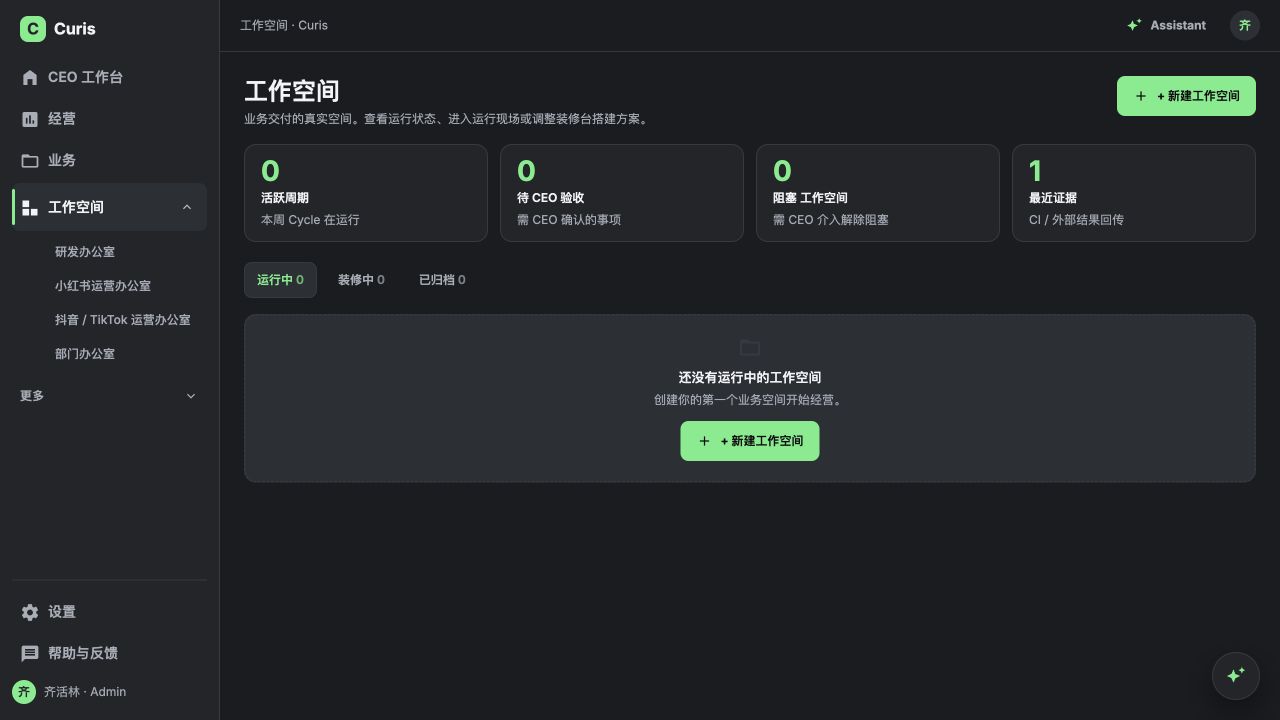 C Curis
CEO 工作台
经营
业务
工作空间
研发办公室
小红书运营办公室
抖音 / TikTok 运营办公室
部门办公室
更多
设置
帮助与反馈
齐 齐活林 · Admin
工作空间 · Curis
Assistant
齐
工作空间
业务交付的真实空间。查看运行状态、进入运行现场或调整装修台搭建方案。
+ 新建工作空间
0
活跃周期
本周 Cycle 在运行
0
待 CEO 验收
需 CEO 确认的事项
0
阻塞 工作空间
需 CEO 介入解除阻塞
1
最近证据
CI / 外部结果回传
运行中 0
装修中 0
已归档 0
还没有运行中的工作空间
创建你的第一个业务空间开始经营。
+ 新建工作空间